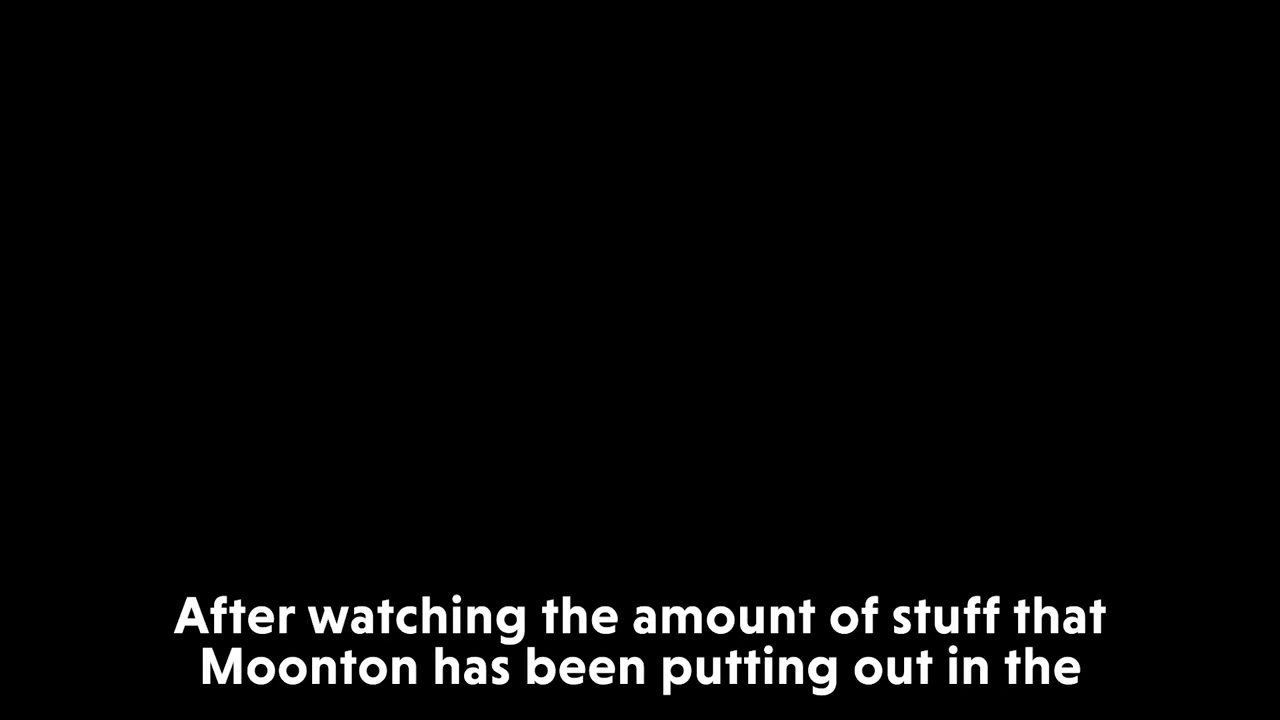 After watching the amount of stuff that
Moonton has been putting out in the